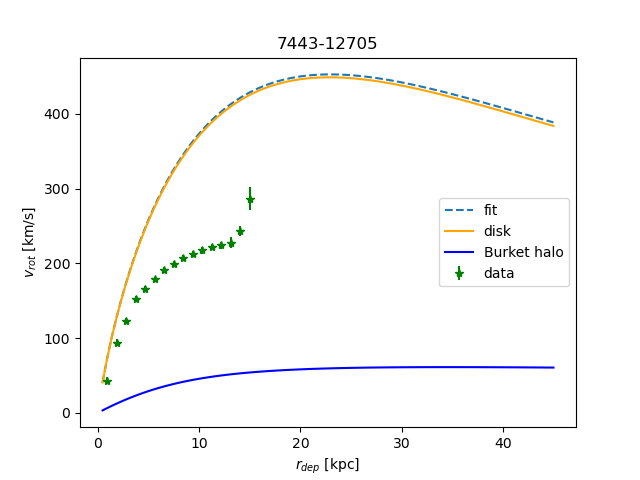 7443-12705
400
300
200
100
0
v_rot [km/s]
fit
disk
Burket halo
data
0 10 20 30 40
r_dep [kpc]